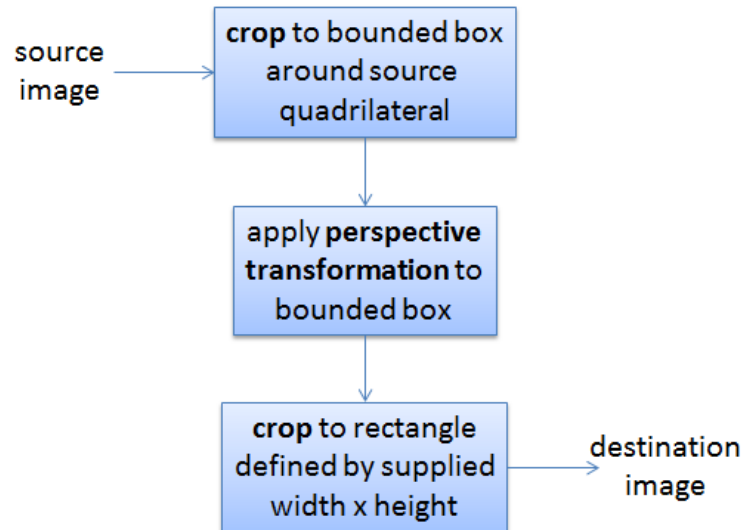 source
image
crop to bounded box
around source
quadrilateral
apply perspective
transformation to
bounded box
crop to rectangle
defined by supplied
width x height
destination
image